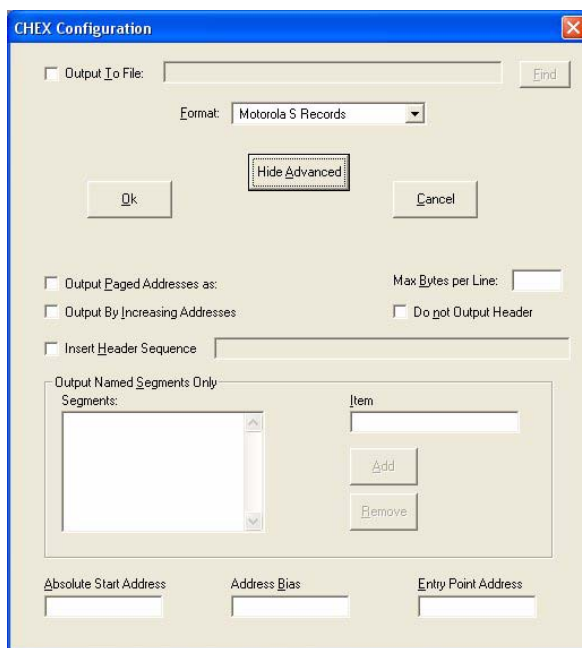 CHEX Configuration
Output To File:
Find
Format: Motorola S Records
Hide Advanced
Ok
Cancel
Output Paged Addresses as:
Max Bytes per Line:
Output By Increasing Addresses
Do not Output Header
Insert Header Sequence
Output Named Segments Only
Segments:
Item
Add
Remove
Absolute Start Address
Address Bias
Entry Point Address